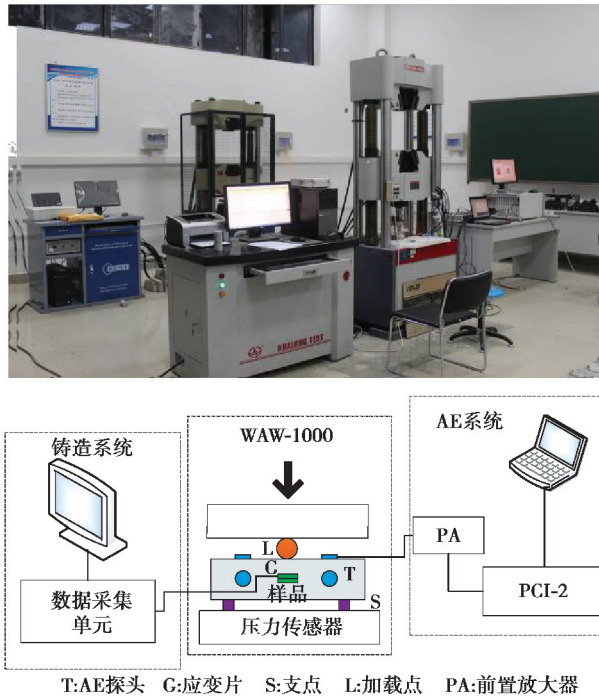 HUALONG TEST
铸造系统
WAW-1000
AE系统
L
PA
G
T
样品
数据采集
单元
S
PCI-2
压力传感器
T:AE探头 G:应变片 S:支点 L:加载点 PA:前置放大器